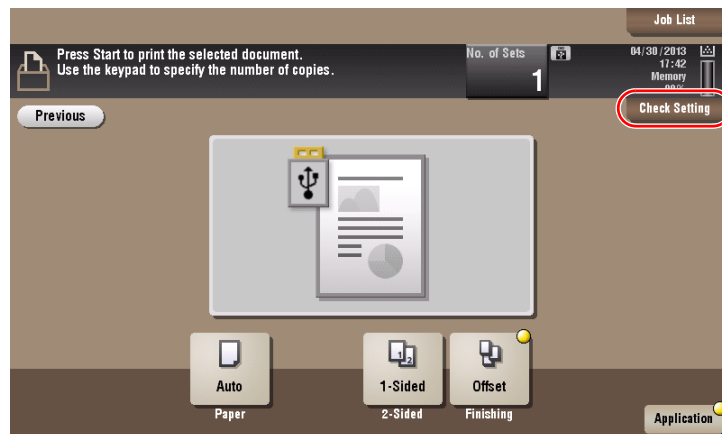 Job List
Press Start to print the selected document.
Use the keypad to specify the number of copies.
No. of Sets
1
04/30/2013
17:42
Memory
Check Setting
Previous
1 2
Auto
1-Sided
Offset
Paper
2-Sided
Finishing
Application